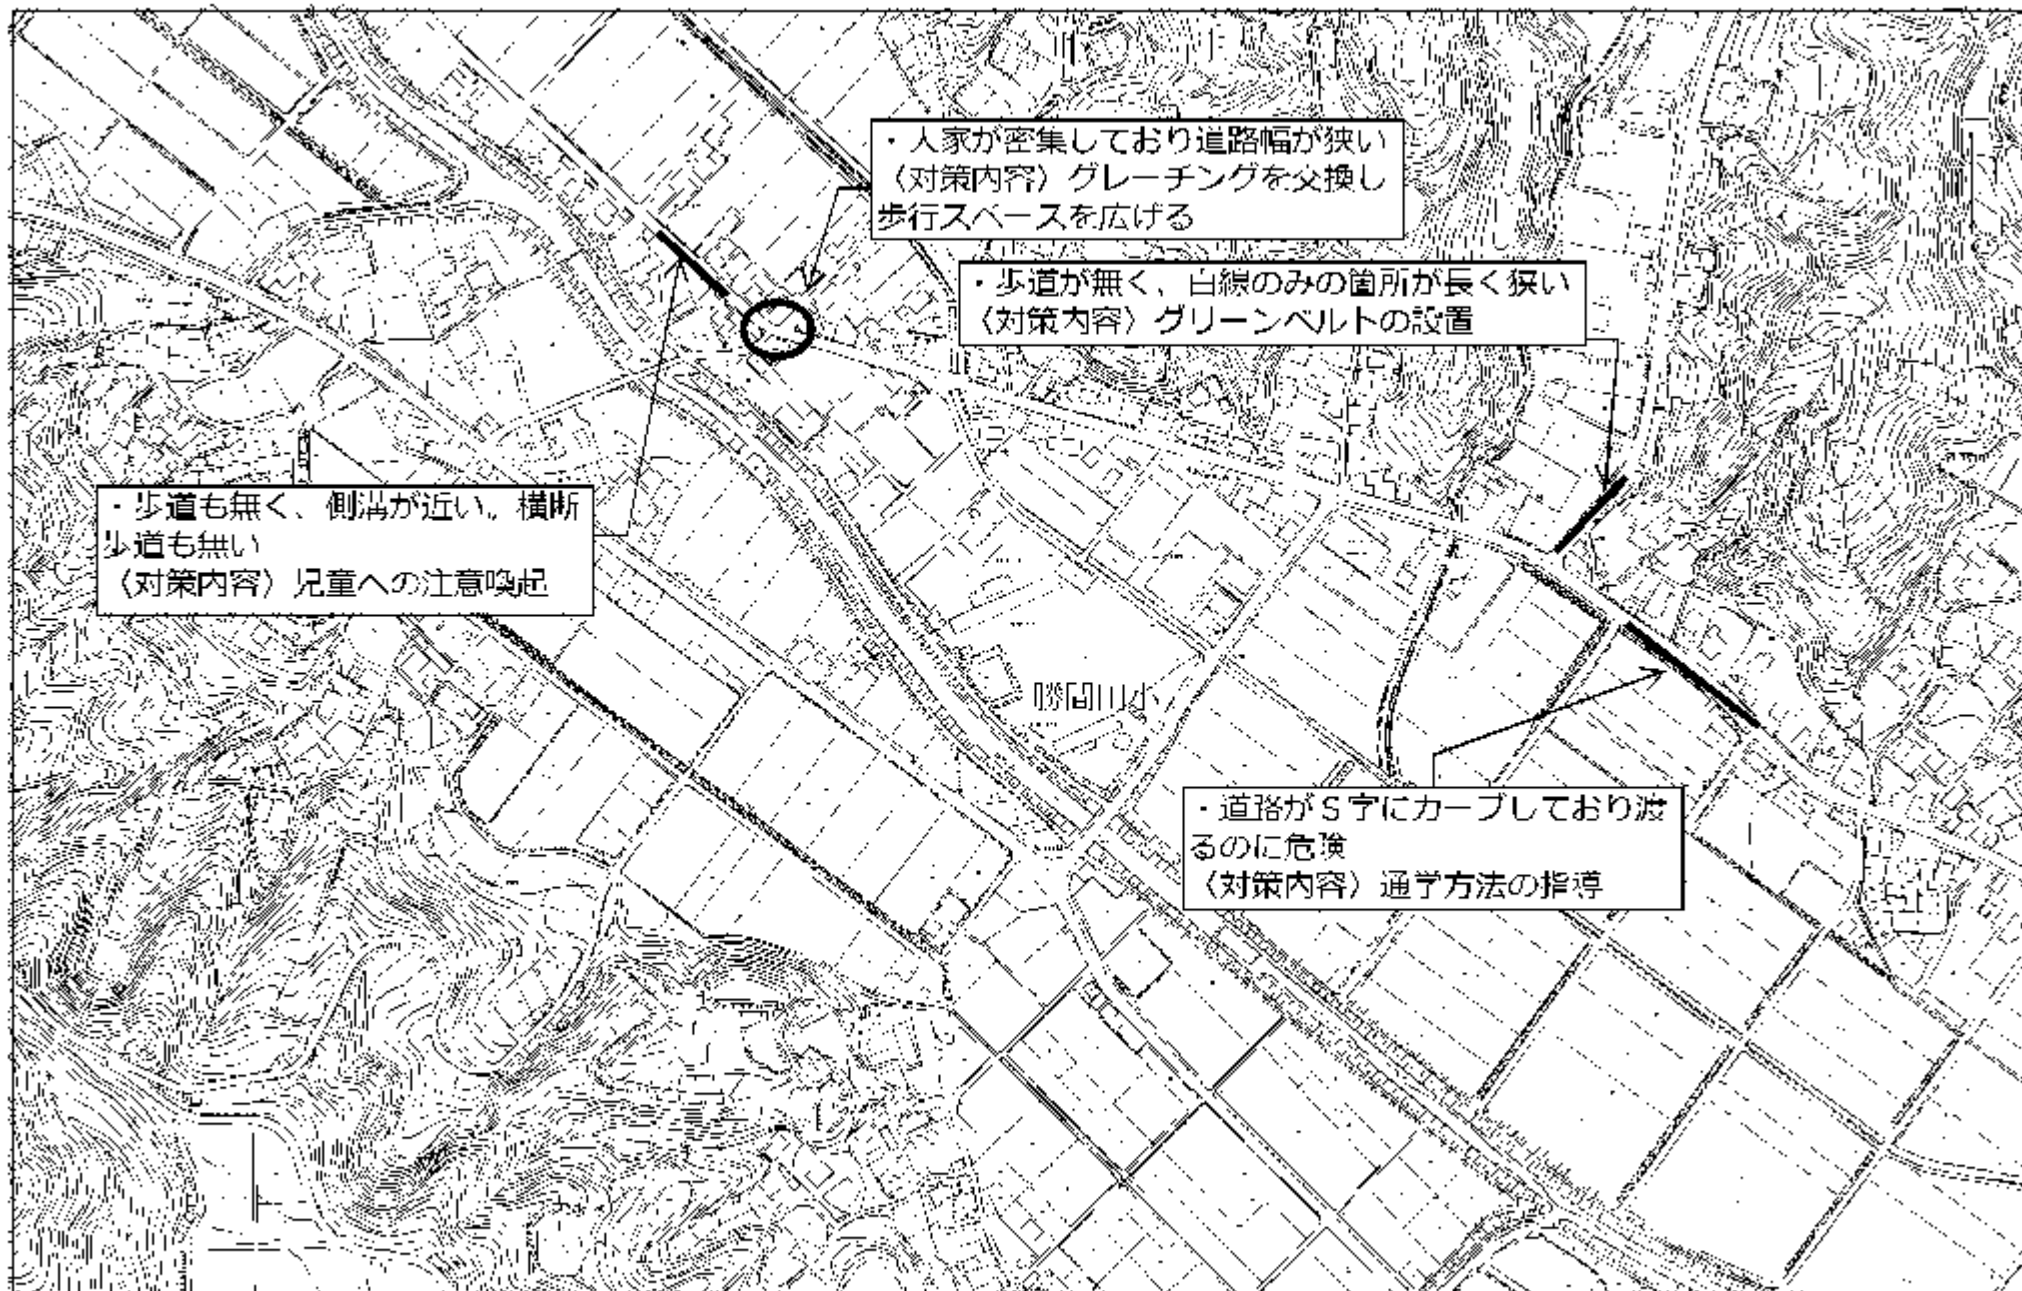 ・人家が密集しており道路幅が狭い
（対策内容）グレーチングを交換し
歩行スペースを広げる
・歩道が無く、白線のみの箇所が長く狭い
（対策内容）グリーンベルトの設置
・歩道も無く、側溝が近い。横断
歩道も無い
（対策内容）児童への注意喚起
勝間田小
・道路がＳ字にカーブしており渡
るのに危険
（対策内容）通学方法の指導